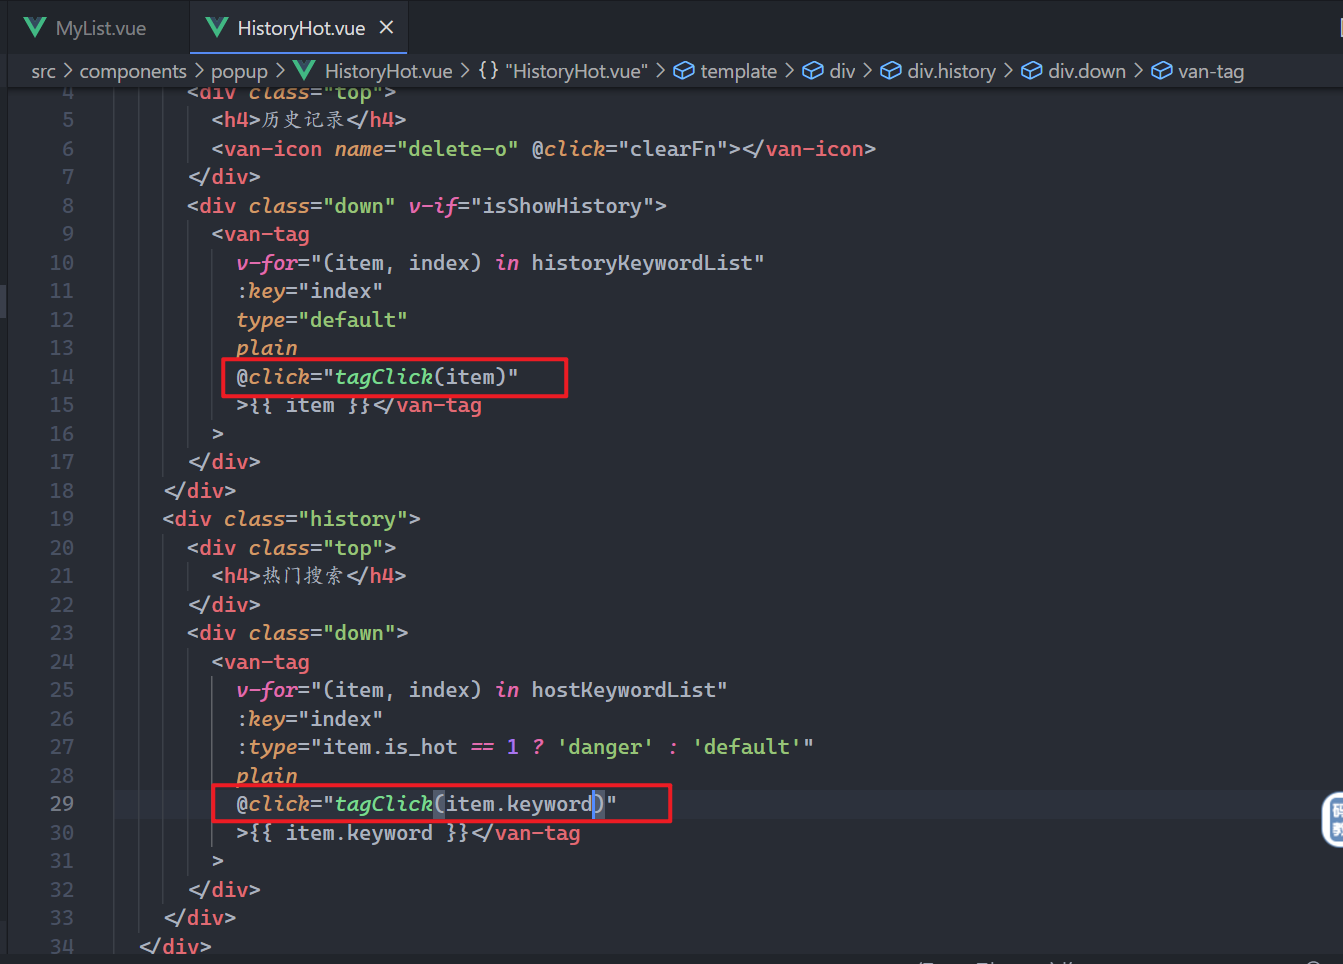 MyList.vue
HistoryHot.vue
src > components > popup > HistoryHot.vue > {} "HistoryHot.vue" > template > div > div.history > div.down > van-tag
4 <div class="top">
5 <h4>历史记录</h4>
6 <van-icon name="delete-o" @click="clearFn"></van-icon>
7 </div>
8 <div class="down" v-if="isShowHistory">
9 <van-tag
10 v-for="(item, index) in historyKeywordList"
11 :key="index"
12 type="default"
13 plain
14 @click="tagClick(item)"
15 >{{ item }}</van-tag
16 >
17 </div>
18 </div>
19 <div class="history">
20 <div class="top">
21 <h4>热门搜索</h4>
22 </div>
23 <div class="down">
24 <van-tag
25 v-for="(item, index) in hostKeywordList"
26 :key="index"
27 :type="item.is_hot == 1 ? 'danger' : 'default'"
28 plain
29 @click="tagClick(item.keyword)"
30 >{{ item.keyword }}</van-tag
31 >
32 </div>
33 </div>
34 </div>